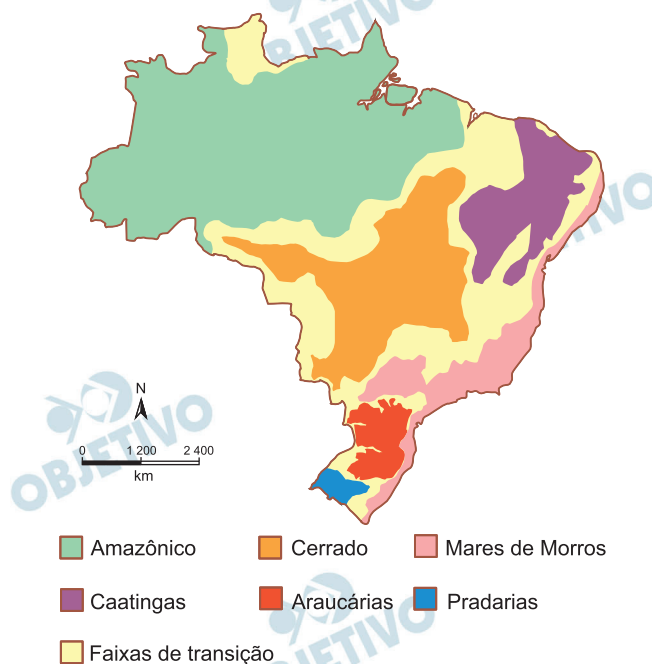 OBJETIVO
OBJETIVO
N
0 1 200 2 400
km
OBJETIVO
Amazônico
Cerrado
Mares de Morros
Caatingas
Araucárias
Pradarias
Faixas de transição
OBJETIVO